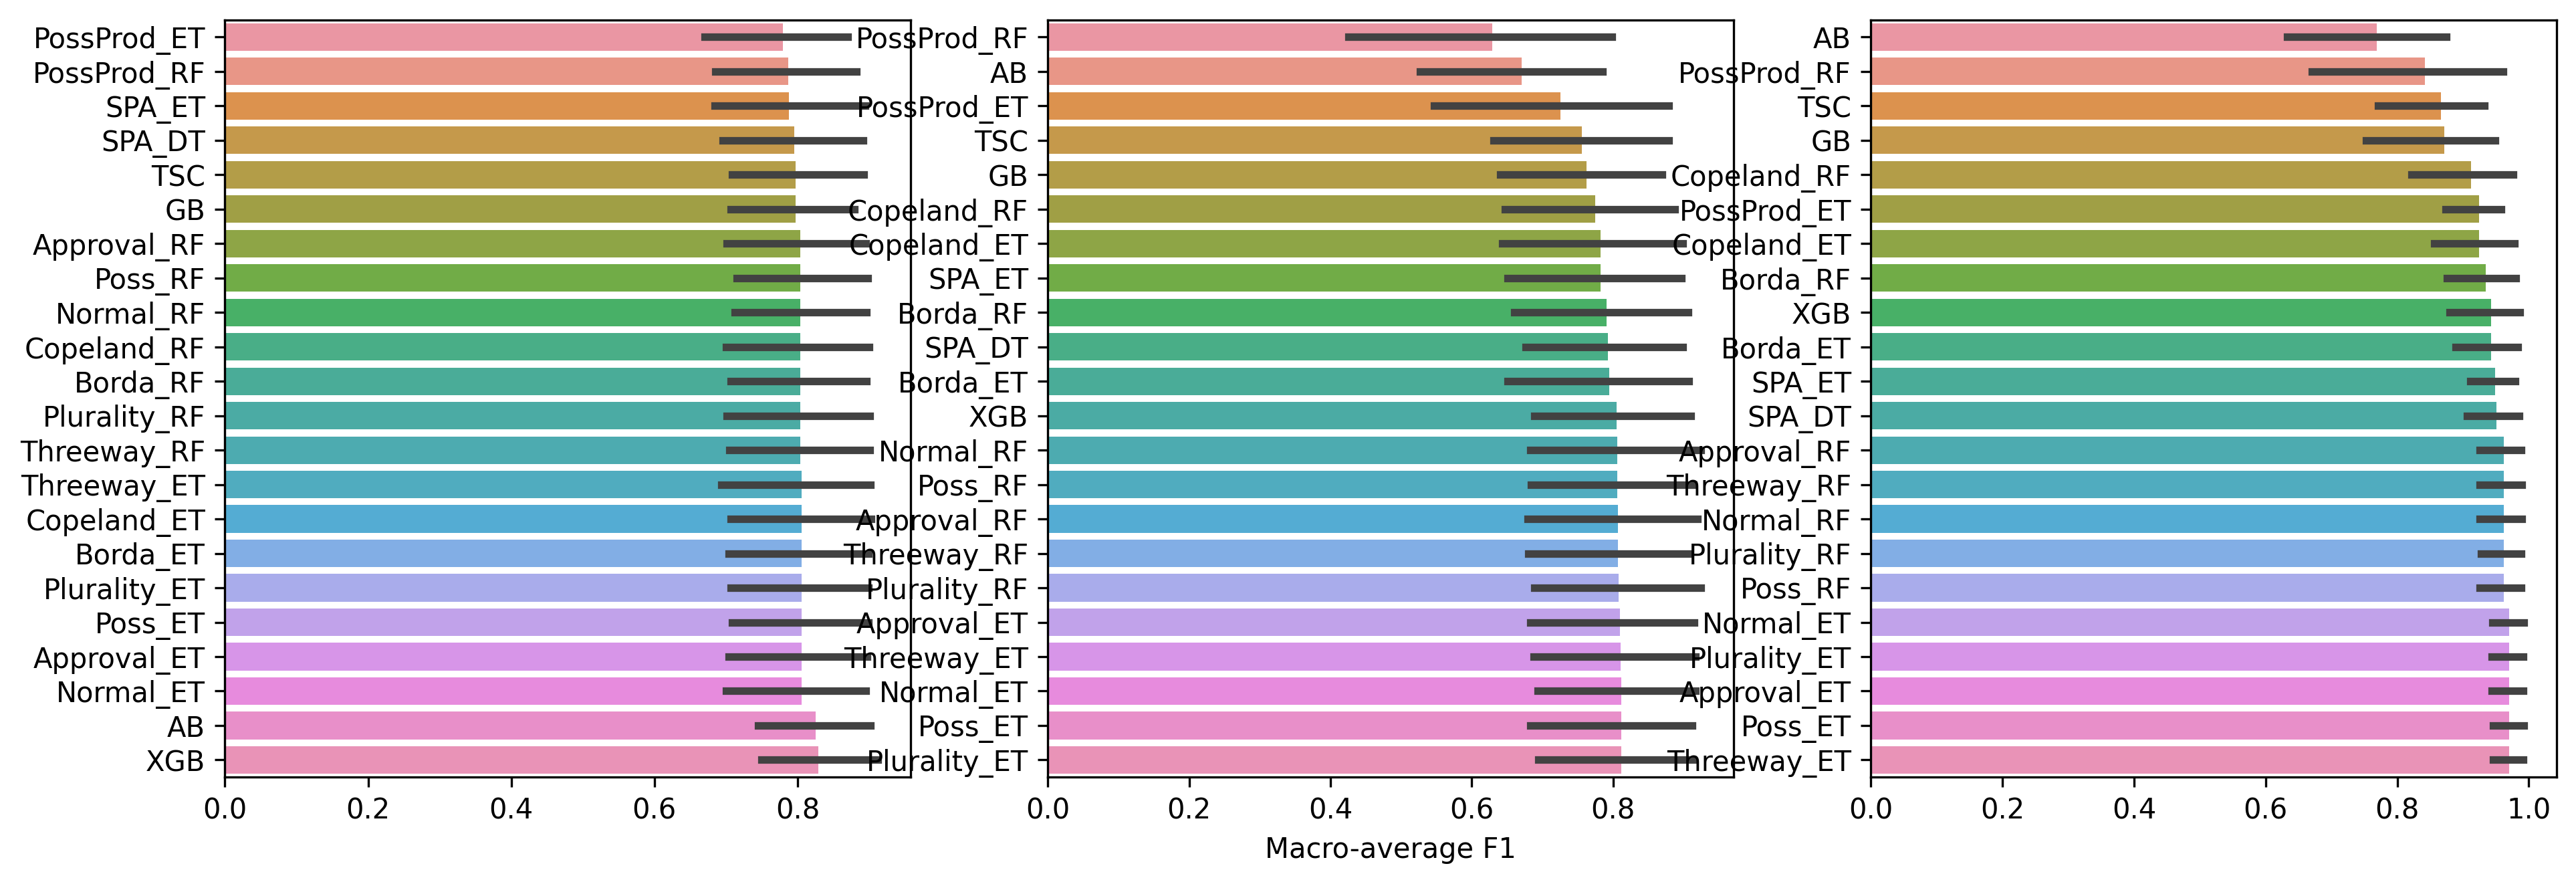 PossProd_ET
PossProd_RF
SPA_ET
SPA_DT
TSC
GB
Approval_RF
Poss_RF
Normal_RF
Copeland_RF
Borda_RF
Plurality_RF
Threeway_RF
Threeway_ET
Copeland_ET
Borda_ET
Plurality_ET
Poss_ET
Approval_ET
Normal_ET
AB
XGB
0.0 0.2 0.4 0.6 0.8
PossProd_RF
AB
PossProd_ET
TSC
GB
Copeland_RF
Copeland_ET
SPA_ET
Borda_RF
SPA_DT
Borda_ET
XGB
Normal_RF
Poss_RF
Approval_RF
Threeway_RF
Plurality_RF
Approval_ET
Threeway_ET
Normal_ET
Poss_ET
Plurality_ET
0.0 0.2 0.4 0.6 0.8
Macro-average F1
AB
PossProd_RF
TSC
GB
Copeland_RF
PossProd_ET
Copeland_ET
Borda_RF
XGB
Borda_ET
SPA_ET
SPA_DT
Approval_RF
Threeway_RF
Normal_RF
Plurality_RF
Poss_RF
Normal_ET
Plurality_ET
Approval_ET
Poss_ET
Threeway_ET
0.0 0.2 0.4 0.6 0.8 1.0